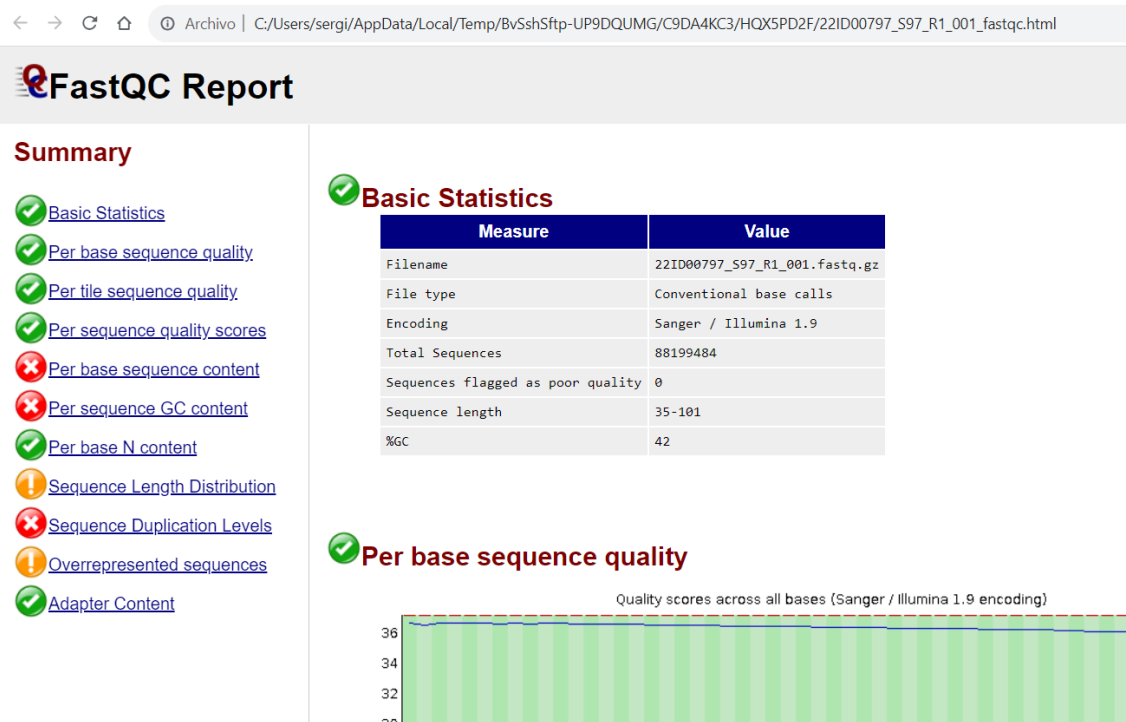 Archivo | C:/Users/sergi/AppData/Local/Temp/BvSshSftp-UP9DQUMG/C9DA4KC3/HQX5PD2F/22ID00797_S97_R1_001_fastqc.html
FastQC Report
Summary
Basic Statistics
Per base sequence quality
Per tile sequence quality
Per sequence quality scores
Per base sequence content
Per sequence GC content
Per base N content
Sequence Length Distribution
Sequence Duplication Levels
Overrepresented sequences
Adapter Content
Basic Statistics
Measure Value
Filename 22ID00797_S97_R1_001.fastq.gz
File type Conventional base calls
Encoding Sanger / Illumina 1.9
Total Sequences 88199484
Sequences flagged as poor quality 0
Sequence length 35-101
%GC 42
Per base sequence quality
Quality scores across all bases (Sanger / Illumina 1.9 encoding)
36
34
32